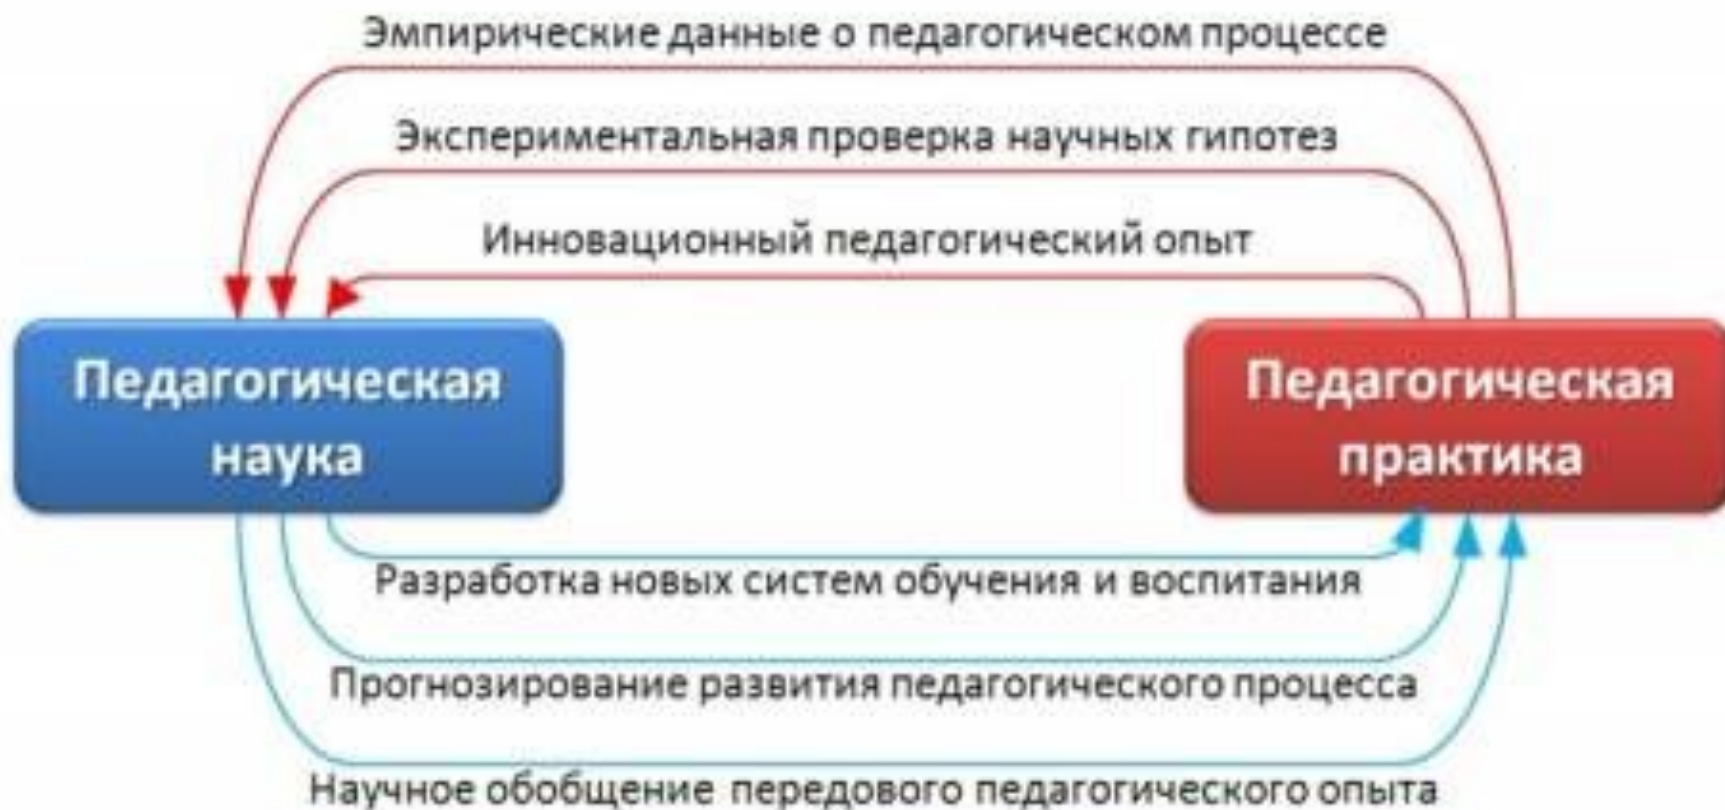 Эмпирические данные о педагогическом процессе
Экспериментальная проверка научных гипотез
Инновационный педагогический опыт
Педагогическая
наука
Педагогическая
практика
Разработка новых систем обучения и воспитания
Прогнозирование развития педагогического процесса
Научное обобщение передового педагогического опыта